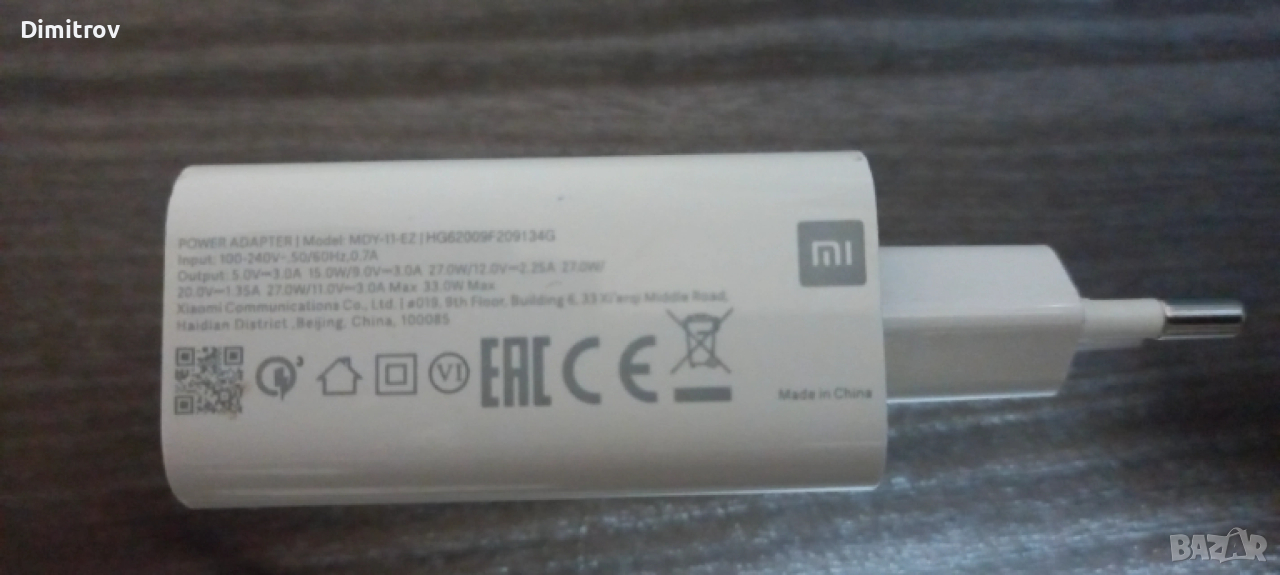 Dimitrov
POWER ADAPTER | Model: MDY-11-EZ | HG62009F209134G
Input: 100-240V~,50/60Hz,0.7A
Output: 5.0V⎓3.0A 15.0W/9.0V⎓3.0A 27.0W/12.0V⎓2.25A 27.0W/
20.0V⎓1.35A 27.0W/11.0V⎓3.0A Max 33.0W Max
Xiaomi Communications Co., Ltd. | #019, 9th Floor, Building 6, 33 Xi'erqi Middle Road,
Haidian District ,Beijing, China, 100085
mi
3
VI
EAC
CE
Made in China
BAZAR